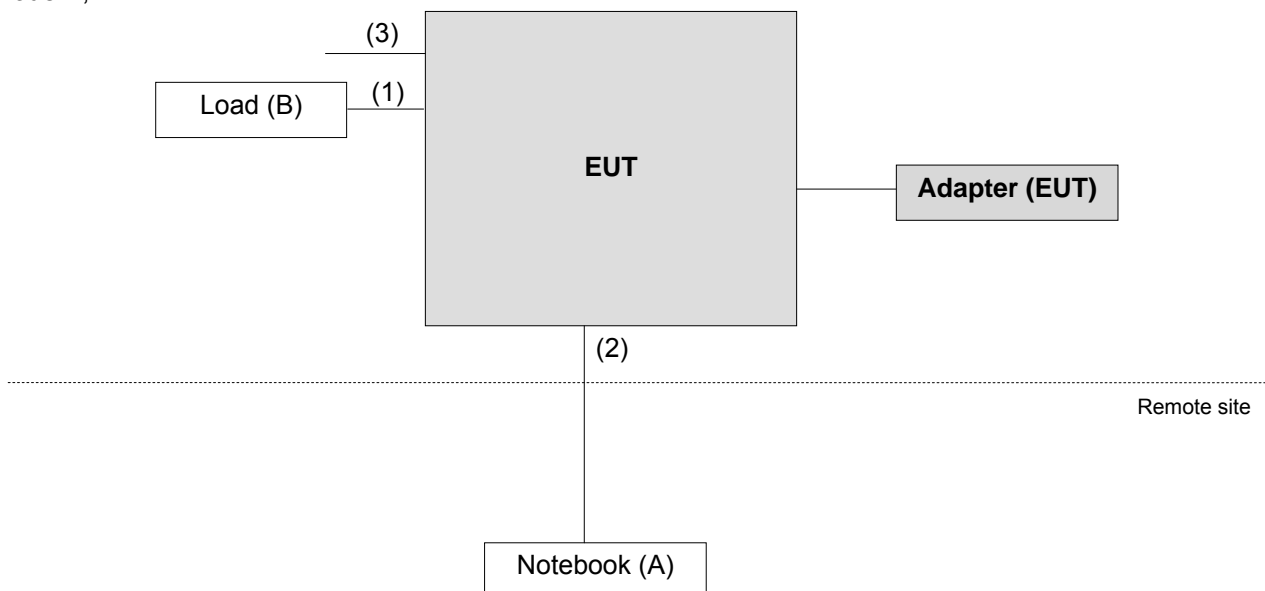 (3)
Load (B)
(1)
EUT
Adapter (EUT)
(2)
Remote site
Notebook (A)